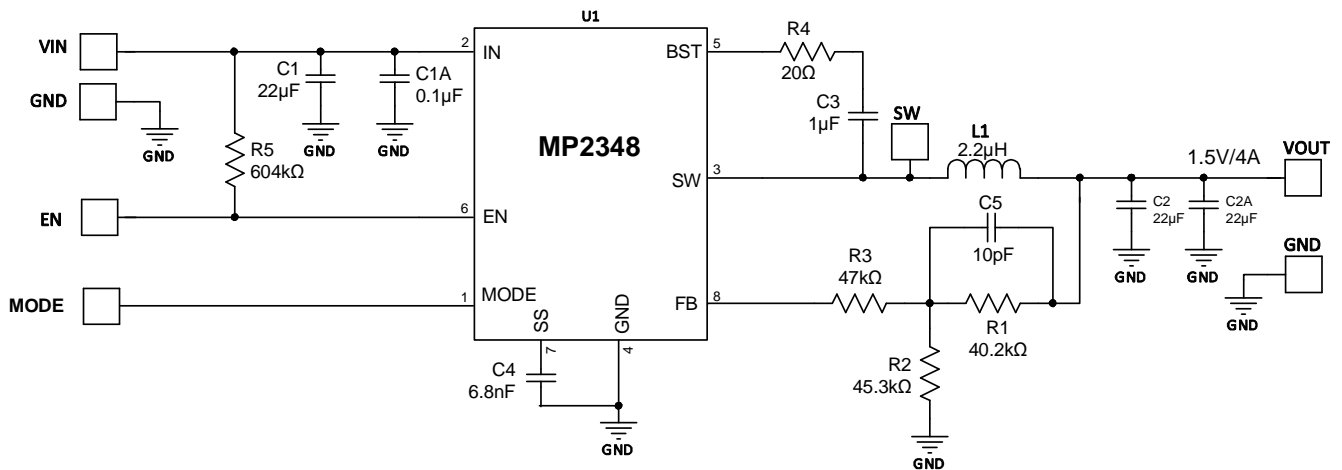 U1
VIN
2
IN
C1
22µF
C1A
0.1µF
GND
GND
GND
GND
R5
604kΩ
EN
6
EN
MODE
1
MODE
MP2348
SS
7
GND
4
C4
6.8nF
GND
BST
5
R4
20Ω
C3
1µF
SW
L1
2.2µH
SW
3
1.5V/4A
VOUT
C2
22µF
C2A
22µF
GND
GND
C5
10pF
R3
47kΩ
FB
8
R1
40.2kΩ
R2
45.3kΩ
GND
GND
GND